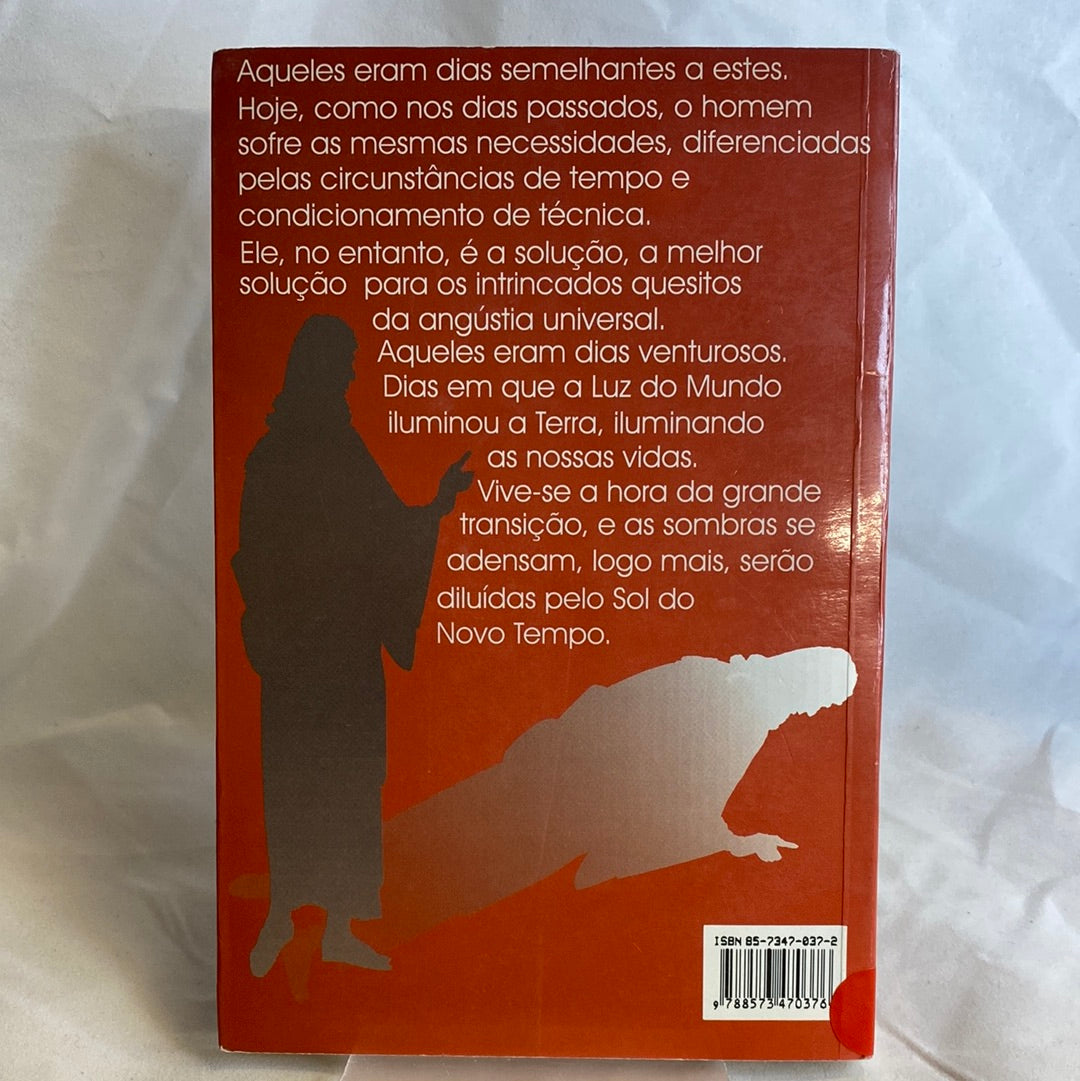 Aqueles eram dias semelhantes a estes.
Hoje, como nos dias passados, o homem
sofre as mesmas necessidades, diferenciadas
pelas circunstâncias de tempo e
condicionamento de técnica.
Ele, no entanto, é a solução, a melhor
solução para os intrincados quesitos
da angústia universal.
Aqueles eram dias venturosos.
Dias em que a Luz do Mundo
iluminou a Terra, iluminando
as nossas vidas.
Vive-se a hora da grande
transição, e as sombras se
adensam, logo mais, serão
diluídas pelo Sol do
Novo Tempo.
ISBN 85-7347-037-2
9 788573 470376